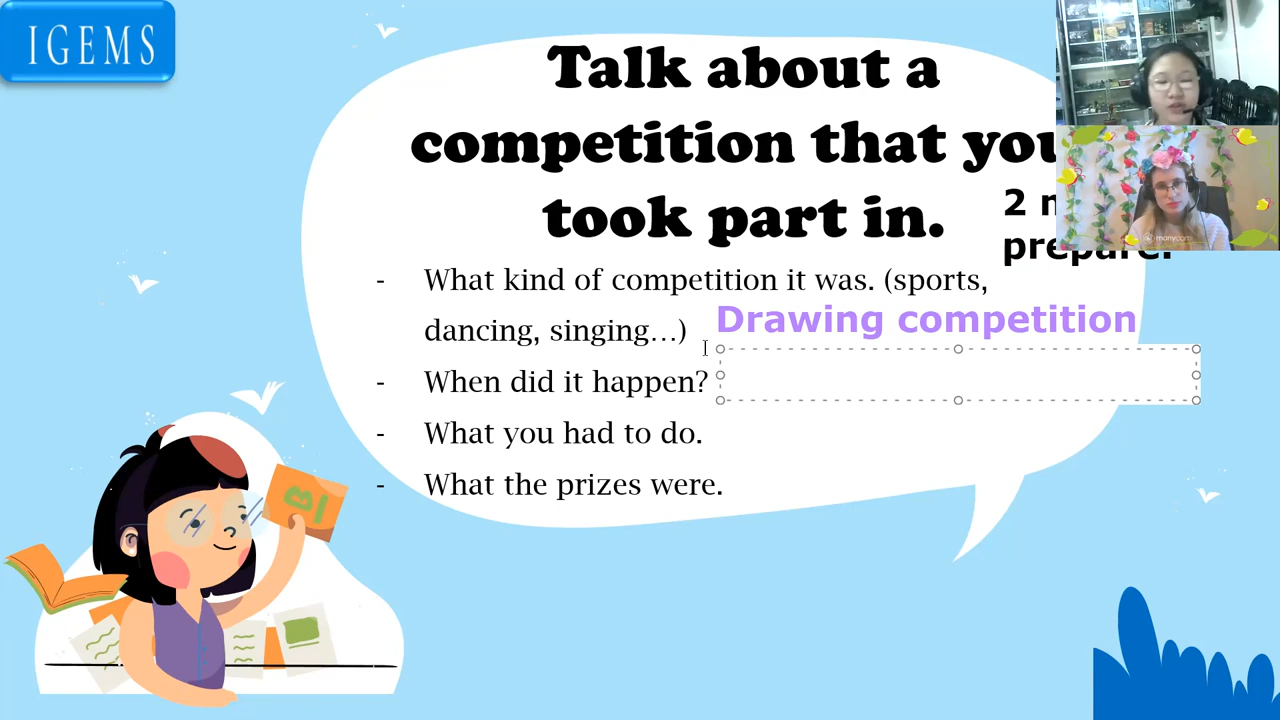 IGEMS
Talk about a
competition that you
took part in.
2
prepare.
- What kind of competition it was. (sports,
dancing, singing...)
Drawing competition
- When did it happen?
- What you had to do.
- What the prizes were.